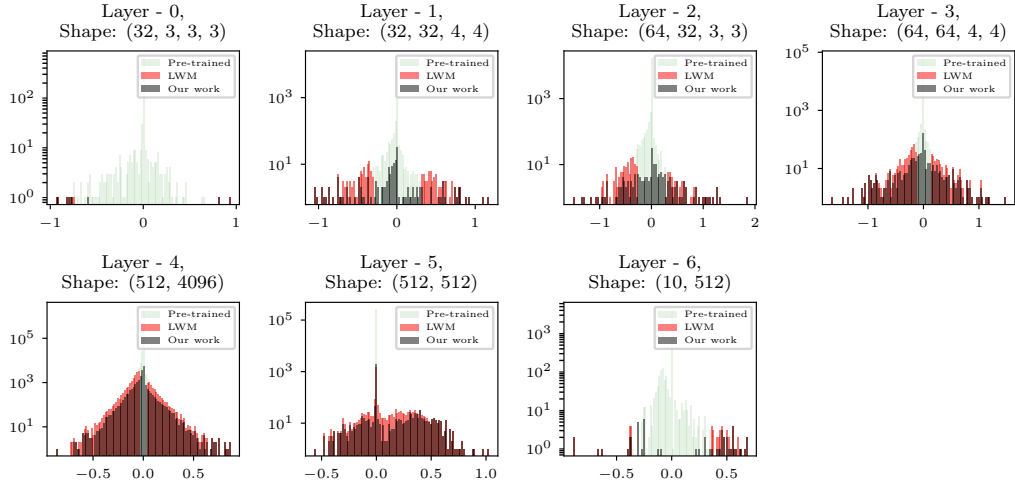 Layer - 0,
Shape: (32, 3, 3, 3)
Layer - 1,
Shape: (32, 32, 4, 4)
Layer - 2,
Shape: (64, 32, 3, 3)
Layer - 3,
Shape: (64, 64, 4, 4)
Pre-trained
LWM
Our work
10^2
10^1
10^0
−1
0
1
Pre-trained
LWM
Our work
10^3
10^1
−1
0
1
Pre-trained
LWM
Our work
10^3
10^1
−1
0
1
2
Pre-trained
LWM
Our work
10^5
10^3
10^1
−1
0
1
Layer - 4,
Shape: (512, 4096)
Layer - 5,
Shape: (512, 512)
Layer - 6,
Shape: (10, 512)
Pre-trained
LWM
Our work
10^5
10^3
10^1
−0.5
0.0
0.5
Pre-trained
LWM
Our work
10^5
10^3
10^1
−0.5
0.0
0.5
1.0
Pre-trained
LWM
Our work
10^3
10^2
10^1
10^0
−0.5
0.0
0.5